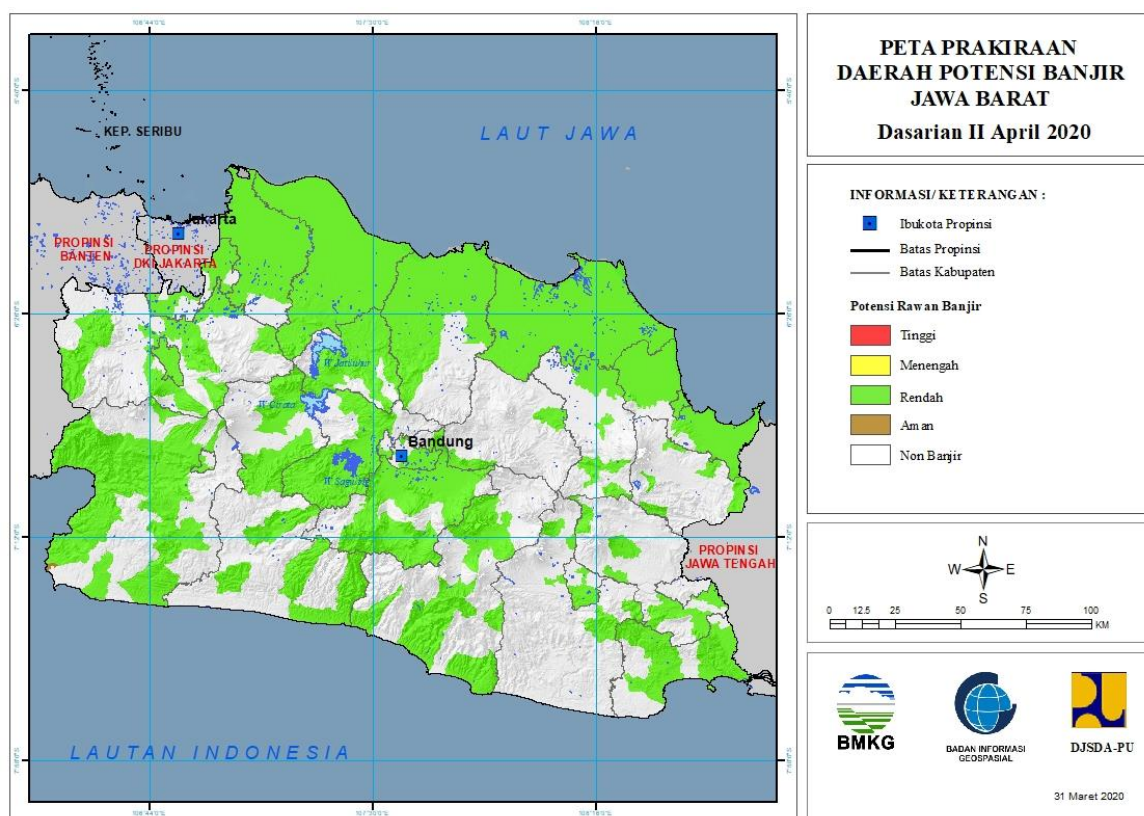 PETA PRAKIRAAN
DAERAH POTENSI BANJIR
JAWA BARAT
Dasarian II April 2020
INFORMASI/ KETERANGAN :
Ibukota Propinsi
Batas Propinsi
Batas Kabupaten
Potensi Rawan Banjir
Tinggi
Menengah
Rendah
Aman
Non Banjir
N
W E
S
0 12.5 25 50 75 100
KM
BMKG
BADAN INFORMASI
GEOSPASIAL
DJSDA-PU
31 Maret 2020
KEP. SERIBU
LAUT JAWA
Jakarta
PROPINSI
BANTEN
PROPINSI
DKI JAKARTA
W Jatiluhur
W Cirata
Bandung
W Saguling
PROPINSI
JAWA TENGAH
LAUTAN INDONESIA